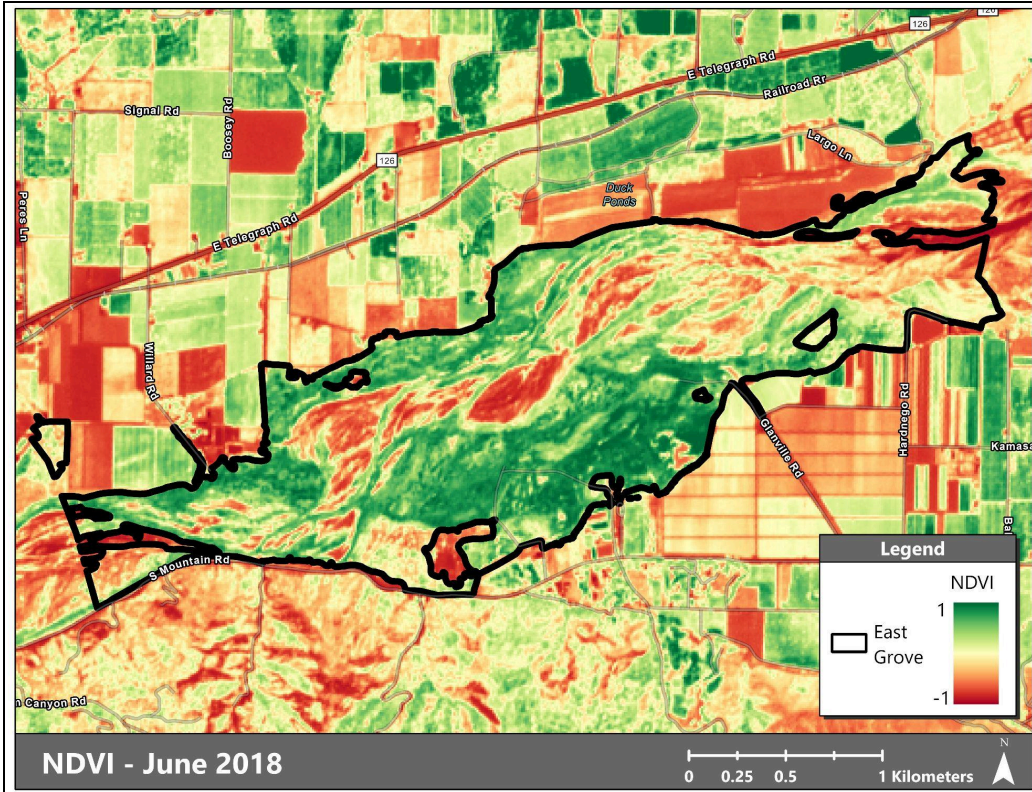 126
126
E Telegraph Rd
Railroad Rr
Signal Rd
Boosey Rd
Largo Ln
126
Duck
Ponds
Peres Ln
E Telegraph Rd
Willard Rd
Glanville Rd
Hardnego Rd
Kamasa
Bal
S Mountain Rd
n Canyon Rd
Legend
NDVI
1
East
Grove
-1
NDVI - June 2018
N
0 0.25 0.5 1 Kilometers